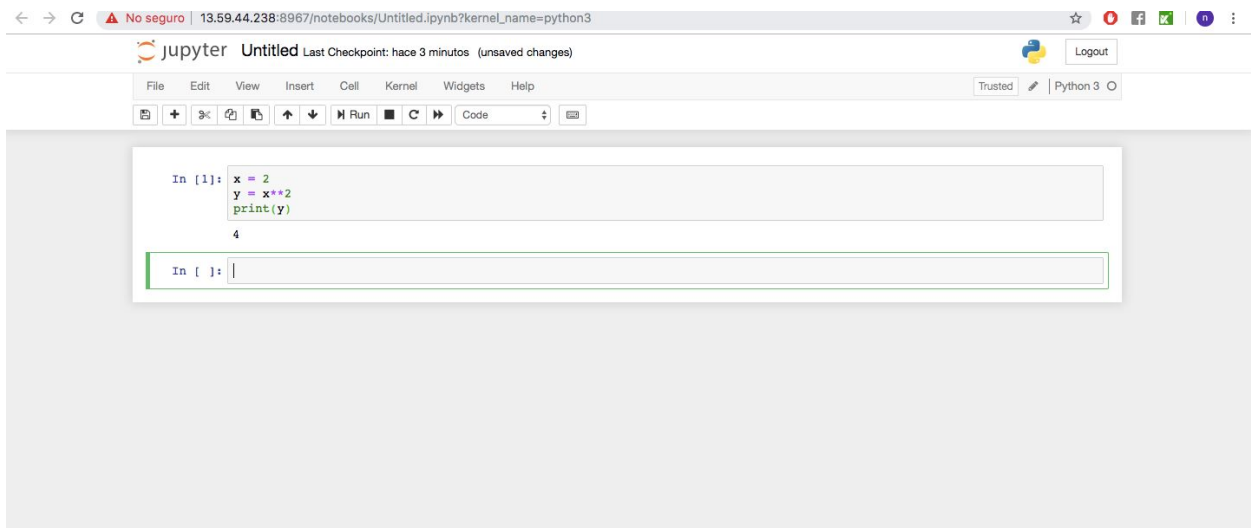 No seguro 13.59.44.238:8967/notebooks/Untitled.ipynb?kernel_name=python3
n
jupyter Untitled Last Checkpoint: hace 3 minutos (unsaved changes)
Logout
File Edit View Insert Cell Kernel Widgets Help
Trusted Python 3
Run Code
In [1]: x = 2
y = x**2
print(y)
4
In [ ]: